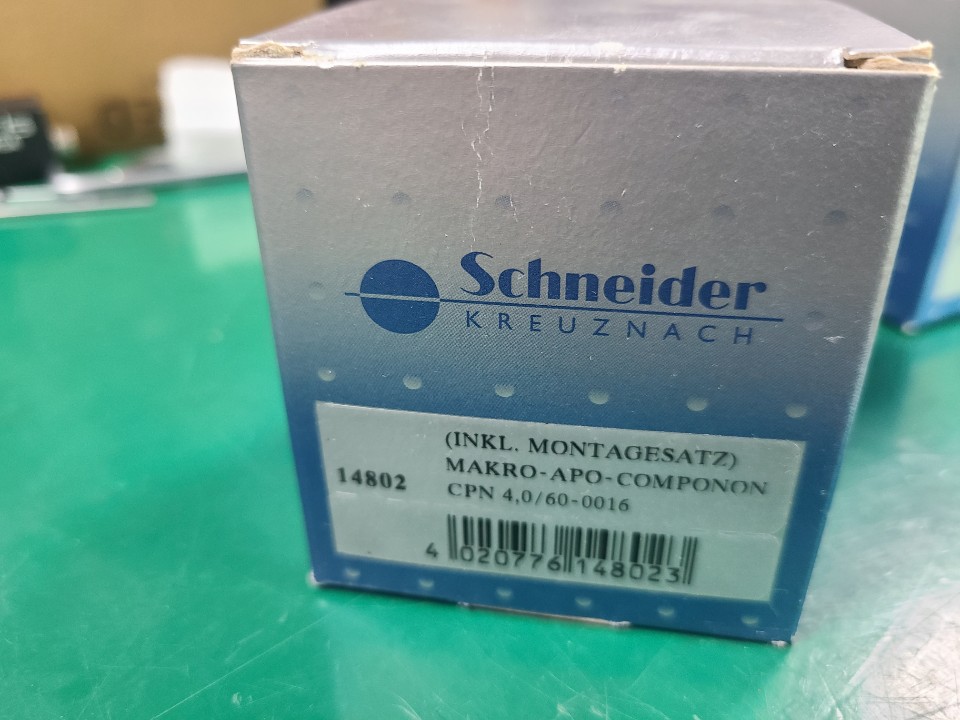 Schneider
KREUZNACH
(INKL. MONTAGESATZ)
14802
MAKRO-APO-COMPONON
CPN 4,0/60-0016
4 020776 148023